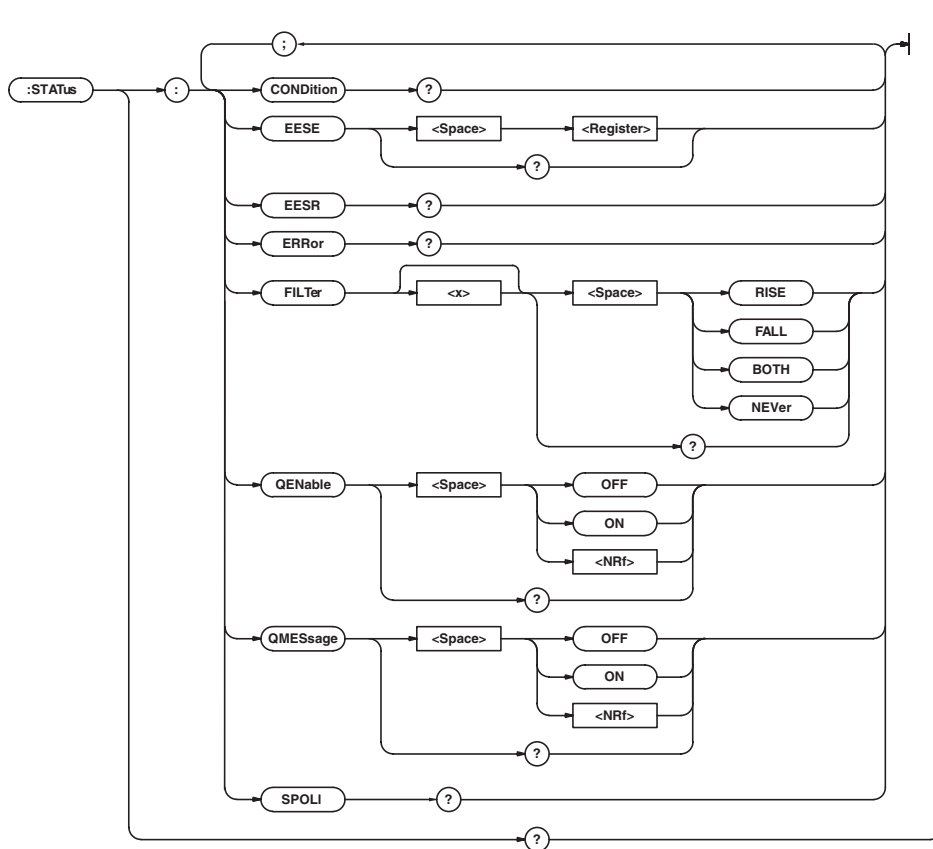 ;
:STATus : CONDition ?
EESE <Space> <Register>
?
EESR ?
ERRor ?
FILTer <x> <Space> RISE
FALL
BOTH
NEVer
?
QENable <Space> OFF
ON
<NRf>
?
QMESsage <Space> OFF
ON
<NRf>
?
SPOLl ?
?